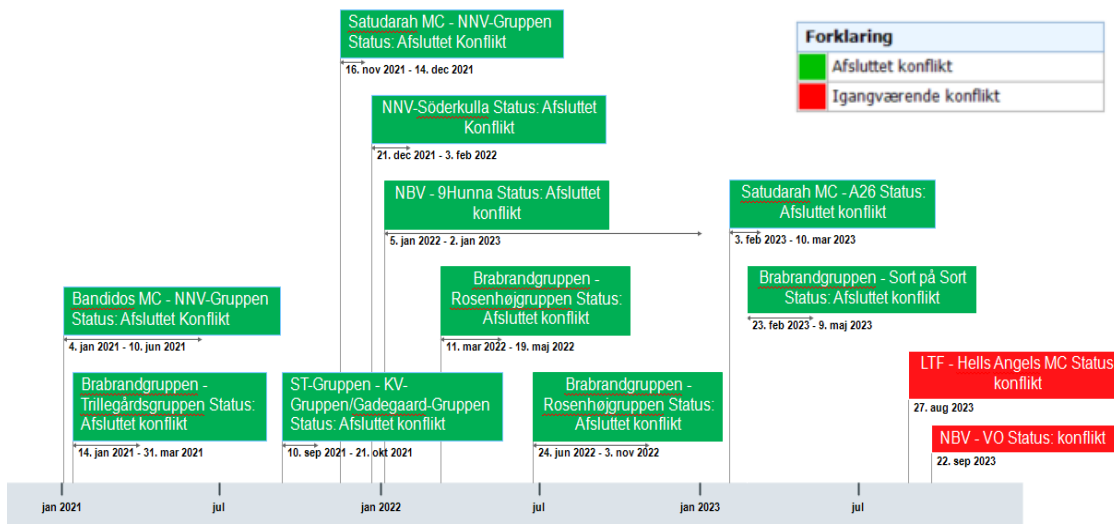 Satudarah MC - NNV-Gruppen
Status: Afsluttet Konflikt
16. nov 2021 - 14. dec 2021
Forklaring
Afsluttet konflikt
Igangværende konflikt
NNV-Söderkulla Status: Afsluttet
Konflikt
21. dec 2021 - 3. feb 2022
NBV - 9Hunna Status: Afsluttet
konflikt
5. jan 2022 - 2. jan 2023
Satudarah MC - A26 Status:
Afsluttet konflikt
3. feb 2023 - 10. mar 2023
Brabrandgruppen -
Rosenhøjgruppen Status:
Afsluttet konflikt
11. mar 2022 - 19. maj 2022
Brabrandgruppen - Sort på Sort
Status: Afsluttet konflikt
23. feb 2023 - 9. maj 2023
Bandidos MC - NNV-Gruppen
Status: Afsluttet Konflikt
4. jan 2021 - 10. jun 2021
LTF - Hells Angels MC Status:
konflikt
27. aug 2023
Brabrandgruppen -
Trillegårdsgruppen Status:
Afsluttet konflikt
14. jan 2021 - 31. mar 2021
ST-Gruppen - KV-
Gruppen/Gadegaard-Gruppen
Status: Afsluttet konflikt
10. sep 2021 - 21. okt 2021
Brabrandgruppen -
Rosenhøjgruppen Status:
Afsluttet konflikt
24. jun 2022 - 3. nov 2022
NBV - VO Status: konflikt
22. sep 2023
jan 2021
jul
jan 2022
jul
jan 2023
jul